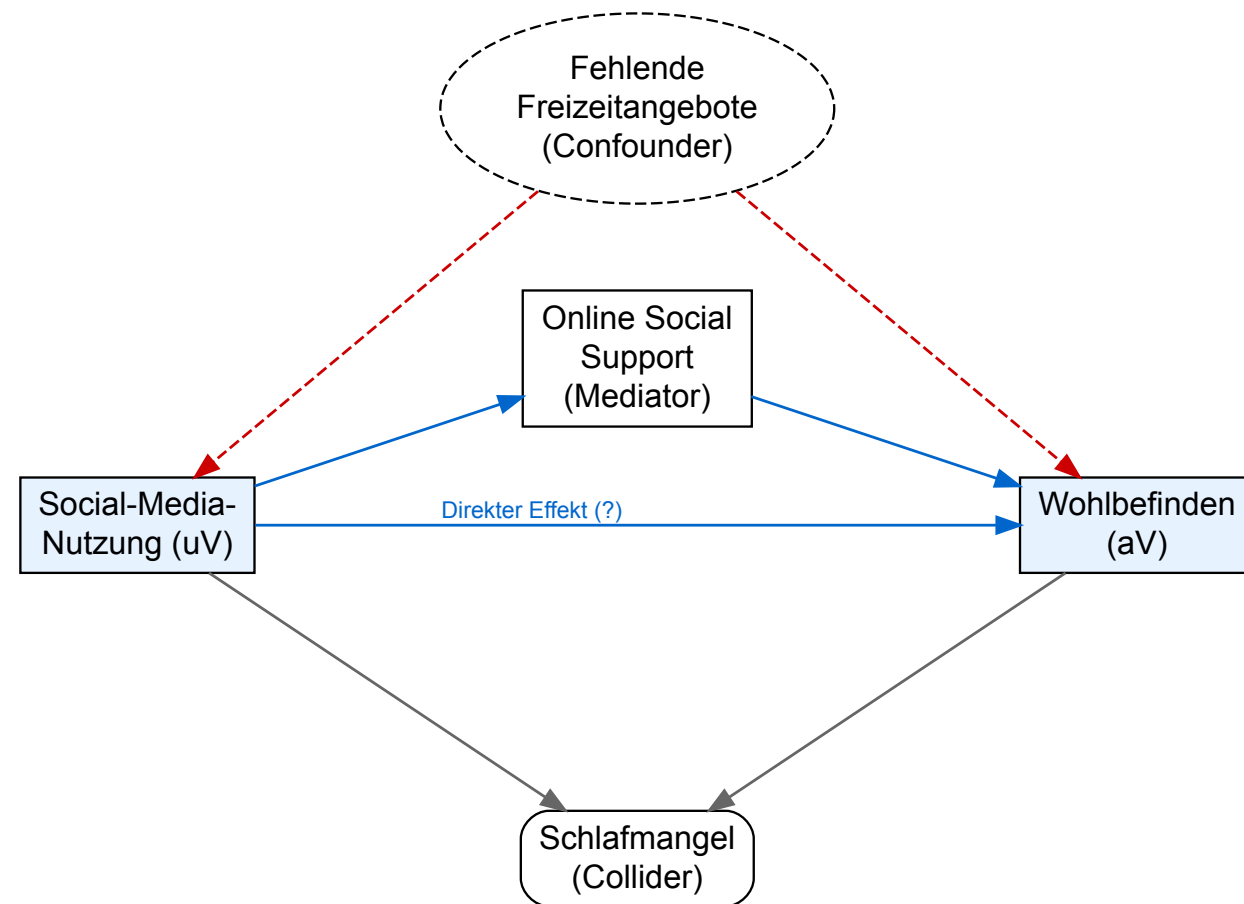 Fehlende
Freizeitangebote
(Confounder)
Online Social
Support
(Mediator)
Social-Media-
Nutzung (uV)
Direkter Effekt (?)
Wohlbefinden
(aV)
Schlafmangel
(Collider)